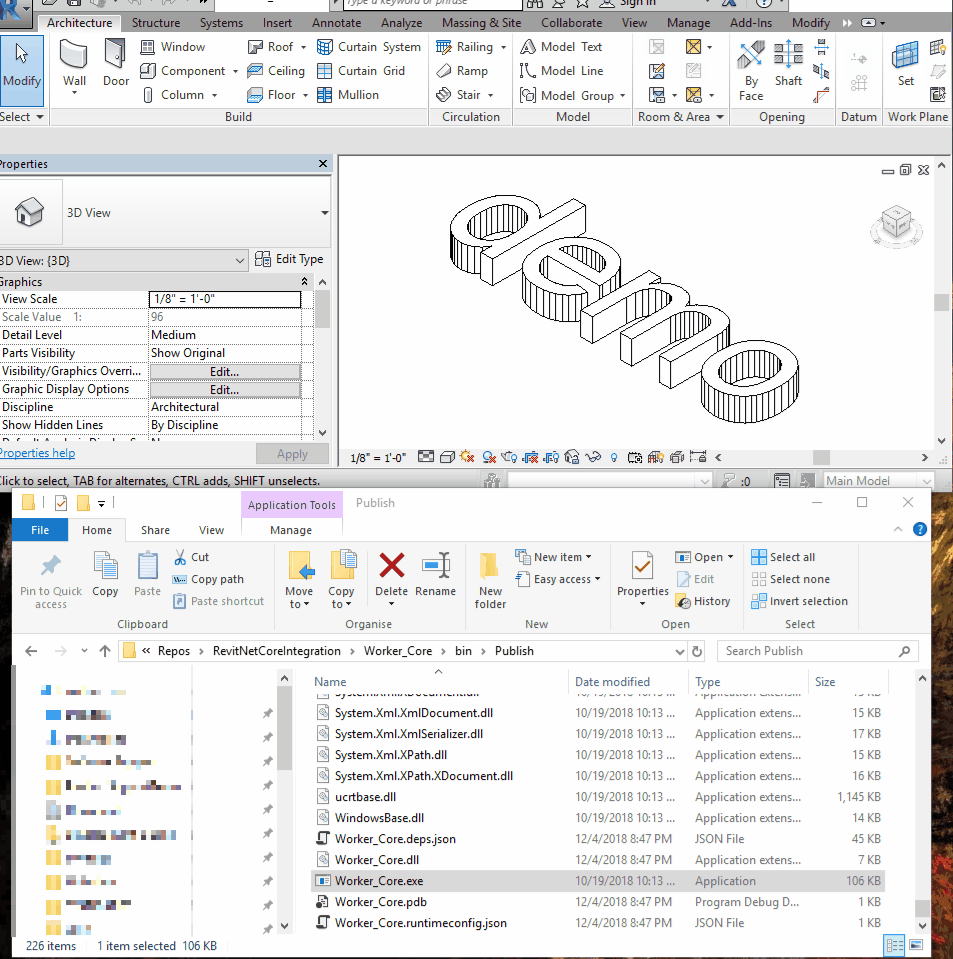 Type a keyword or phrase
Sign In
Architecture Structure Systems Insert Annotate Analyze Massing & Site Collaborate View Manage Add-Ins Modify
Modify
Wall
Door
Window
Component
Column
Roof
Ceiling
Floor
Curtain System
Curtain Grid
Mullion
Railing
Ramp
Stair
Model Text
Model Line
Model Group
By
Face
Shaft
Set
Select Build Circulation Model Room & Area Opening Datum Work Plane
Properties
3D View
3D View: {3D}
Edit Type
Graphics
View Scale 1/8" = 1'-0"
Scale Value 1: 96
Detail Level Medium
Parts Visibility Show Original
Visibility/Graphics Overri... Edit...
Graphic Display Options Edit...
Discipline Architectural
Show Hidden Lines By Discipline
Properties help
Apply
demo
1/8" = 1'-0"
Click to select, TAB for alternates, CTRL adds, SHIFT unselects.
:0
Main Model
Application Tools
Publish
File Home Share View Manage
Pin to Quick
access
Copy
Paste
Cut
Copy path
Paste shortcut
Move
to
Copy
to
Delete
Rename
New
folder
New item
Easy access
Properties
Open
Edit
History
Select all
Select none
Invert selection
Clipboard Organise New Open Select
« Repos > RevitNetCoreIntegration > Worker_Core > bin > Publish
Search Publish
Name Date modified Type Size
System.Xml.XmlDocument.dll 10/19/2018 10:13 ... Application extens... 15 KB
System.Xml.XmlSerializer.dll 10/19/2018 10:13 ... Application extens... 17 KB
System.Xml.XPath.dll 10/19/2018 10:13 ... Application extens... 15 KB
System.Xml.XPath.XDocument.dll 10/19/2018 10:13 ... Application extens... 16 KB
ucrtbase.dll 10/19/2018 10:13 ... Application extens... 1,145 KB
WindowsBase.dll 10/19/2018 10:13 ... Application extens... 14 KB
Worker_Core.deps.json 12/4/2018 8:47 PM JSON File 45 KB
Worker_Core.dll 12/4/2018 8:47 PM Application extens... 7 KB
Worker_Core.exe 10/19/2018 10:13 ... Application 106 KB
Worker_Core.pdb 12/4/2018 8:47 PM Program Debug D... 1 KB
Worker_Core.runtimeconfig.json 12/4/2018 8:47 PM JSON File 1 KB
226 items 1 item selected 106 KB